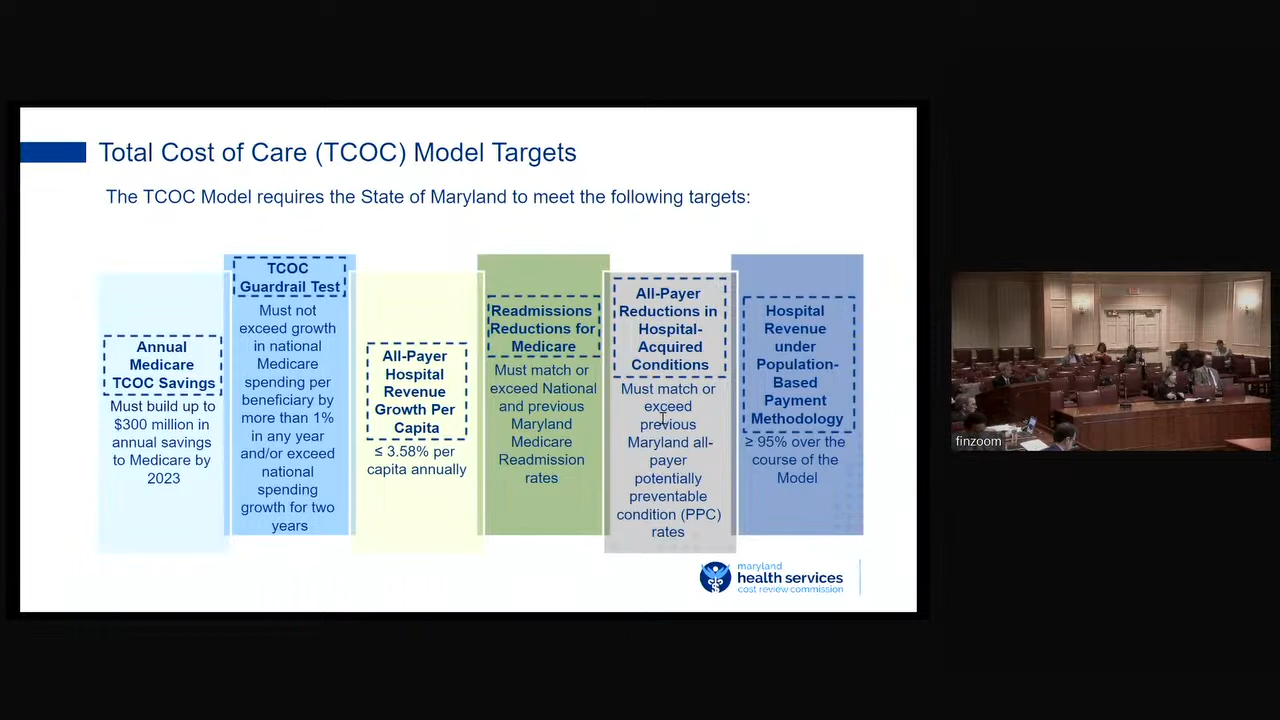 Total Cost of Care (TCOC) Model Targets
The TCOC Model requires the State of Maryland to meet the following targets:
Annual
Medicare
TCOC Savings
Must build up to
$300 million in
annual savings
to Medicare by
2023
TCOC
Guardrail Test
Must not
exceed growth
in national
Medicare
spending per
beneficiary by
more than 1%
in any year
and/or exceed
national
spending
growth for two
years
All-Payer
Hospital
Revenue
Growth Per
Capita
≤ 3.58% per
capita annually
Readmissions
Reductions for
Medicare
Must match or
exceed National
and previous
Maryland
Medicare
Readmission
rates
All-Payer
Reductions in
Hospital-
Acquired
Conditions
Must match or
exceed
previous
Maryland all-
payer
potentially
preventable
condition (PPC)
rates
Hospital
Revenue
under
Population-
Based
Payment
Methodology
≥ 95% over the
course of the
Model
maryland
health services
cost review commission
finzoom